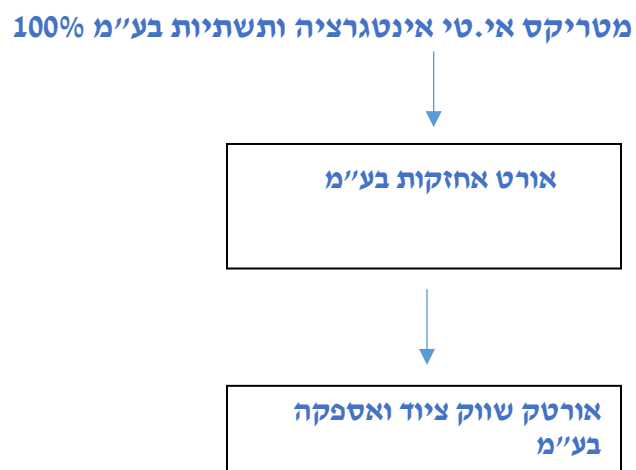 מטריקס אי.טי אינטגרציה ותשתיות בע״מ 100%
אורט אחזקות בע״מ
אורטק שווק ציוד ואספקה
בע״מ